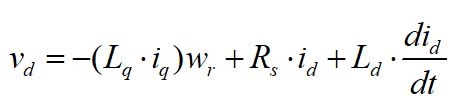 v_d = -(L_q · i_q)w_r + R_s · i_d + L_d · di_d/dt